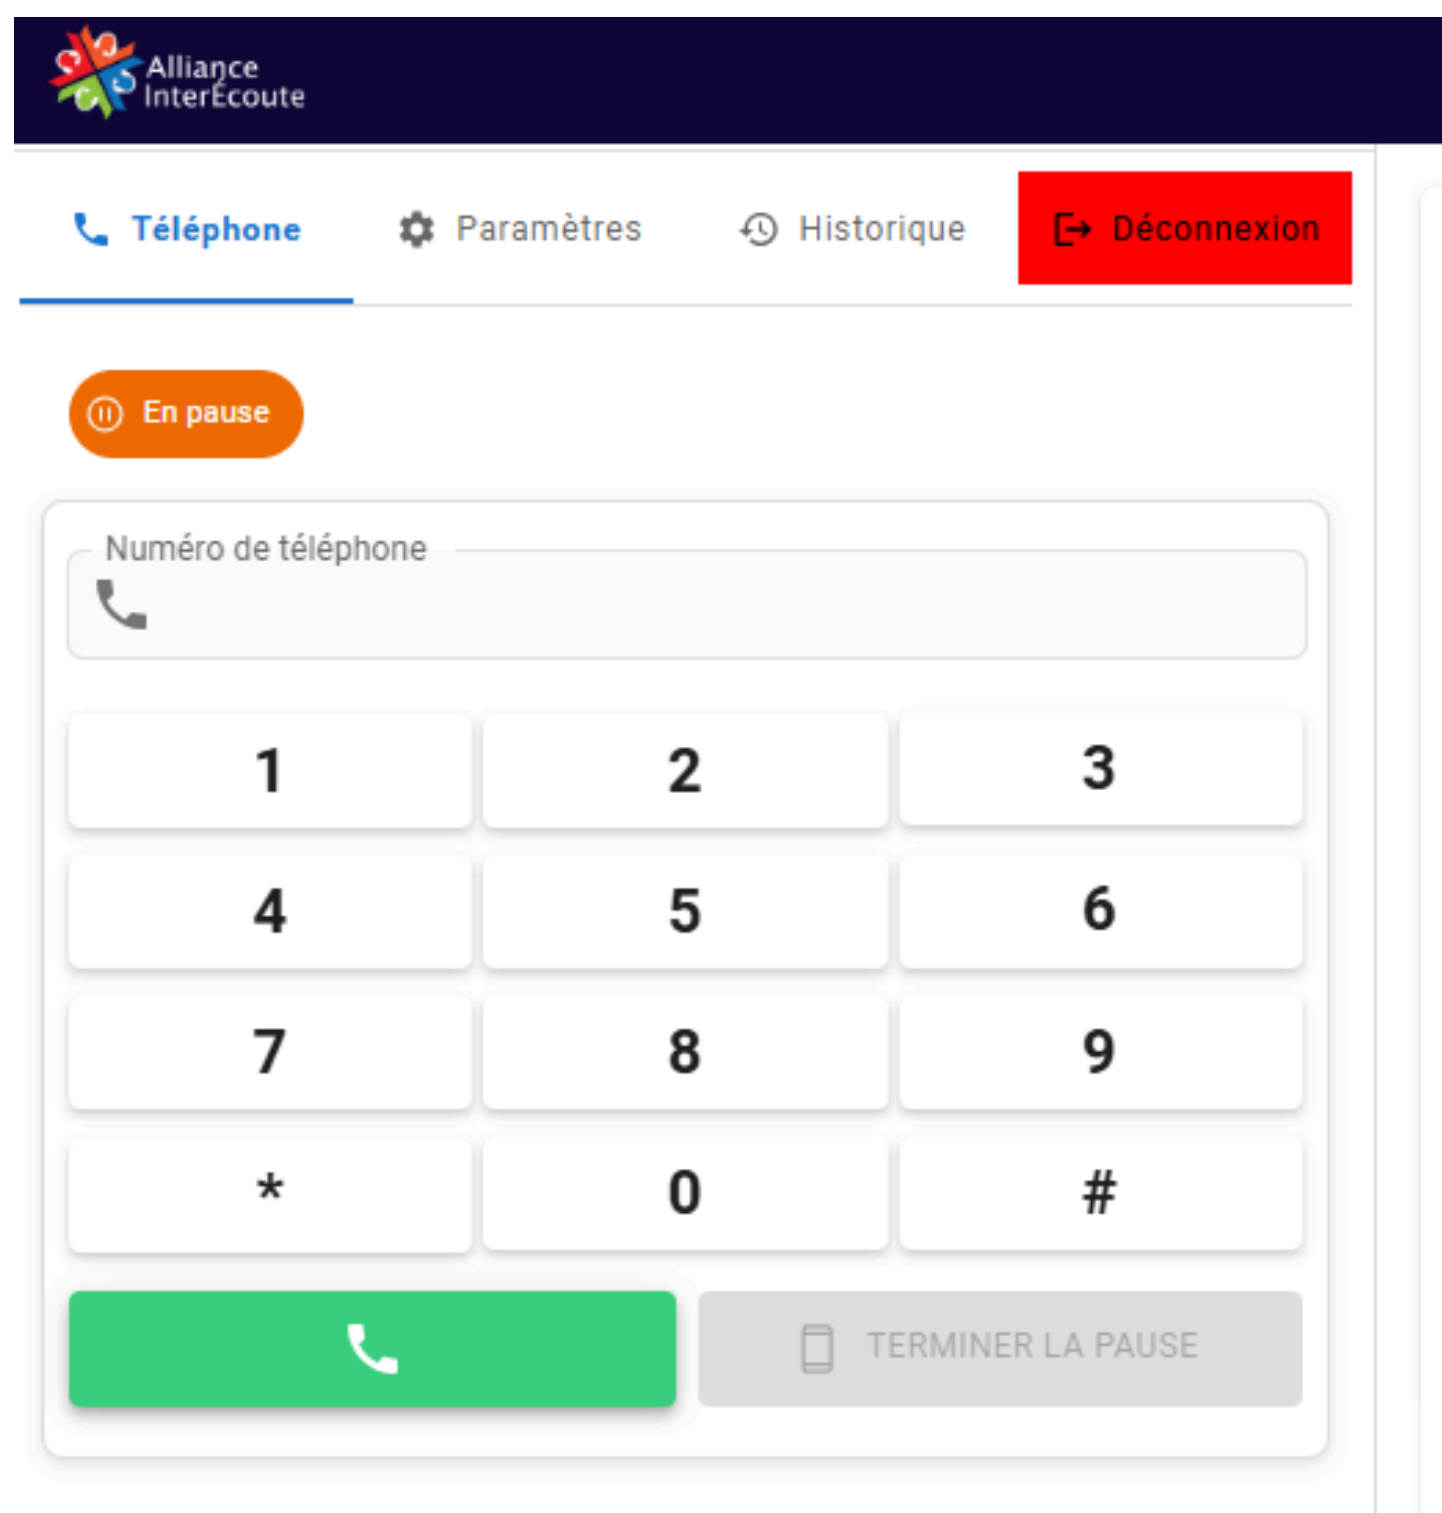 Alliance
InterÉcoute
Téléphone Paramètres Historique Déconnexion
En pause
Numéro de téléphone
1 2 3
4 5 6
7 8 9
* 0 #
TERMINER LA PAUSE